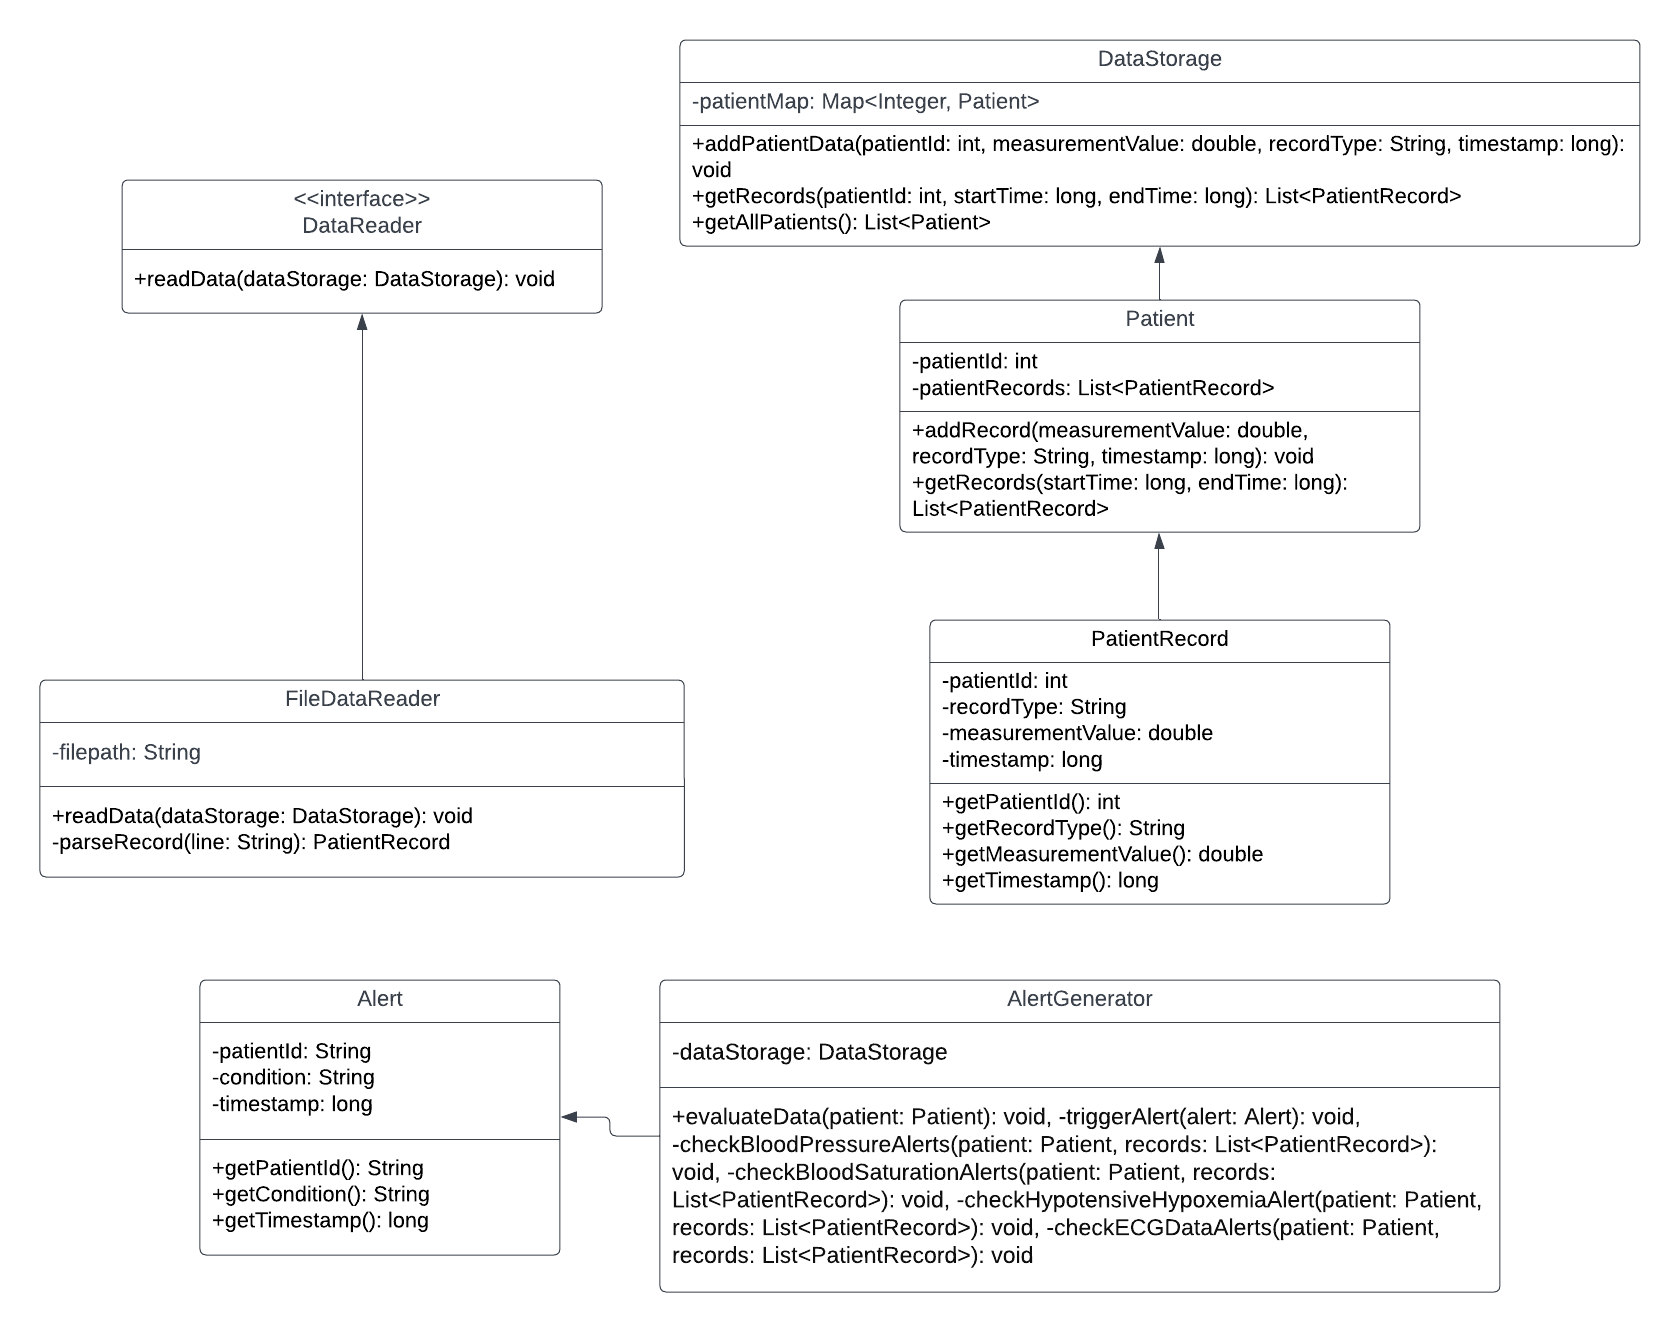 DataStorage
-patientMap: Map<Integer, Patient>
+addPatientData(patientId: int, measurementValue: double, recordType: String, timestamp: long):
void
+getRecords(patientId: int, startTime: long, endTime: long): List<PatientRecord>
+getAllPatients(): List<Patient>
<<interface>>
DataReader
+readData(dataStorage: DataStorage): void
Patient
-patientId: int
-patientRecords: List<PatientRecord>
+addRecord(measurementValue: double,
recordType: String, timestamp: long): void
+getRecords(startTime: long, endTime: long):
List<PatientRecord>
PatientRecord
-patientId: int
-recordType: String
-measurementValue: double
-timestamp: long
+getPatientId(): int
+getRecordType(): String
+getMeasurementValue(): double
+getTimestamp(): long
FileDataReader
-filepath: String
+readData(dataStorage: DataStorage): void
-parseRecord(line: String): PatientRecord
Alert
-patientId: String
-condition: String
-timestamp: long
+getPatientId(): String
+getCondition(): String
+getTimestamp(): long
AlertGenerator
-dataStorage: DataStorage
+evaluateData(patient: Patient): void, -triggerAlert(alert: Alert): void,
-checkBloodPressureAlerts(patient: Patient, records: List<PatientRecord>):
void, -checkBloodSaturationAlerts(patient: Patient, records:
List<PatientRecord>): void, -checkHypotensiveHypoxemiaAlert(patient: Patient,
records: List<PatientRecord>): void, -checkECGDataAlerts(patient: Patient,
records: List<PatientRecord>): void